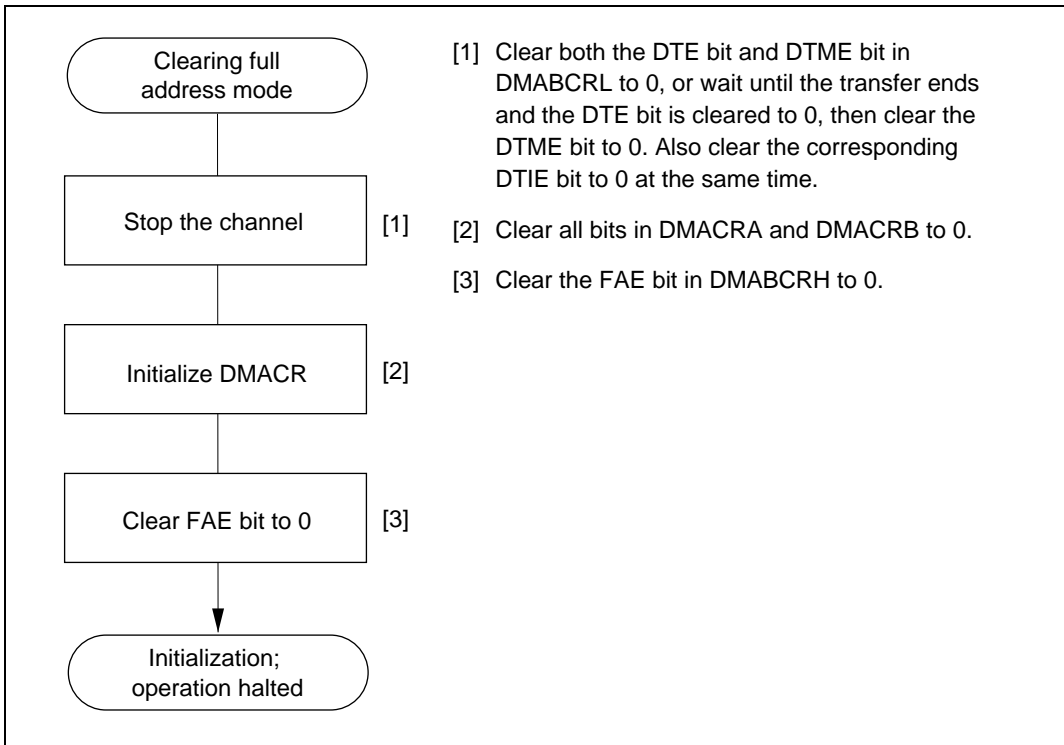 Clearing full
address mode
Stop the channel
[1]
Initialize DMACR
[2]
Clear FAE bit to 0
[3]
Initialization;
operation halted
[1] Clear both the DTE bit and DTME bit in
DMABCRL to 0, or wait until the transfer ends
and the DTE bit is cleared to 0, then clear the
DTME bit to 0. Also clear the corresponding
DTIE bit to 0 at the same time.
[2] Clear all bits in DMACRA and DMACRB to 0.
[3] Clear the FAE bit in DMABCRH to 0.